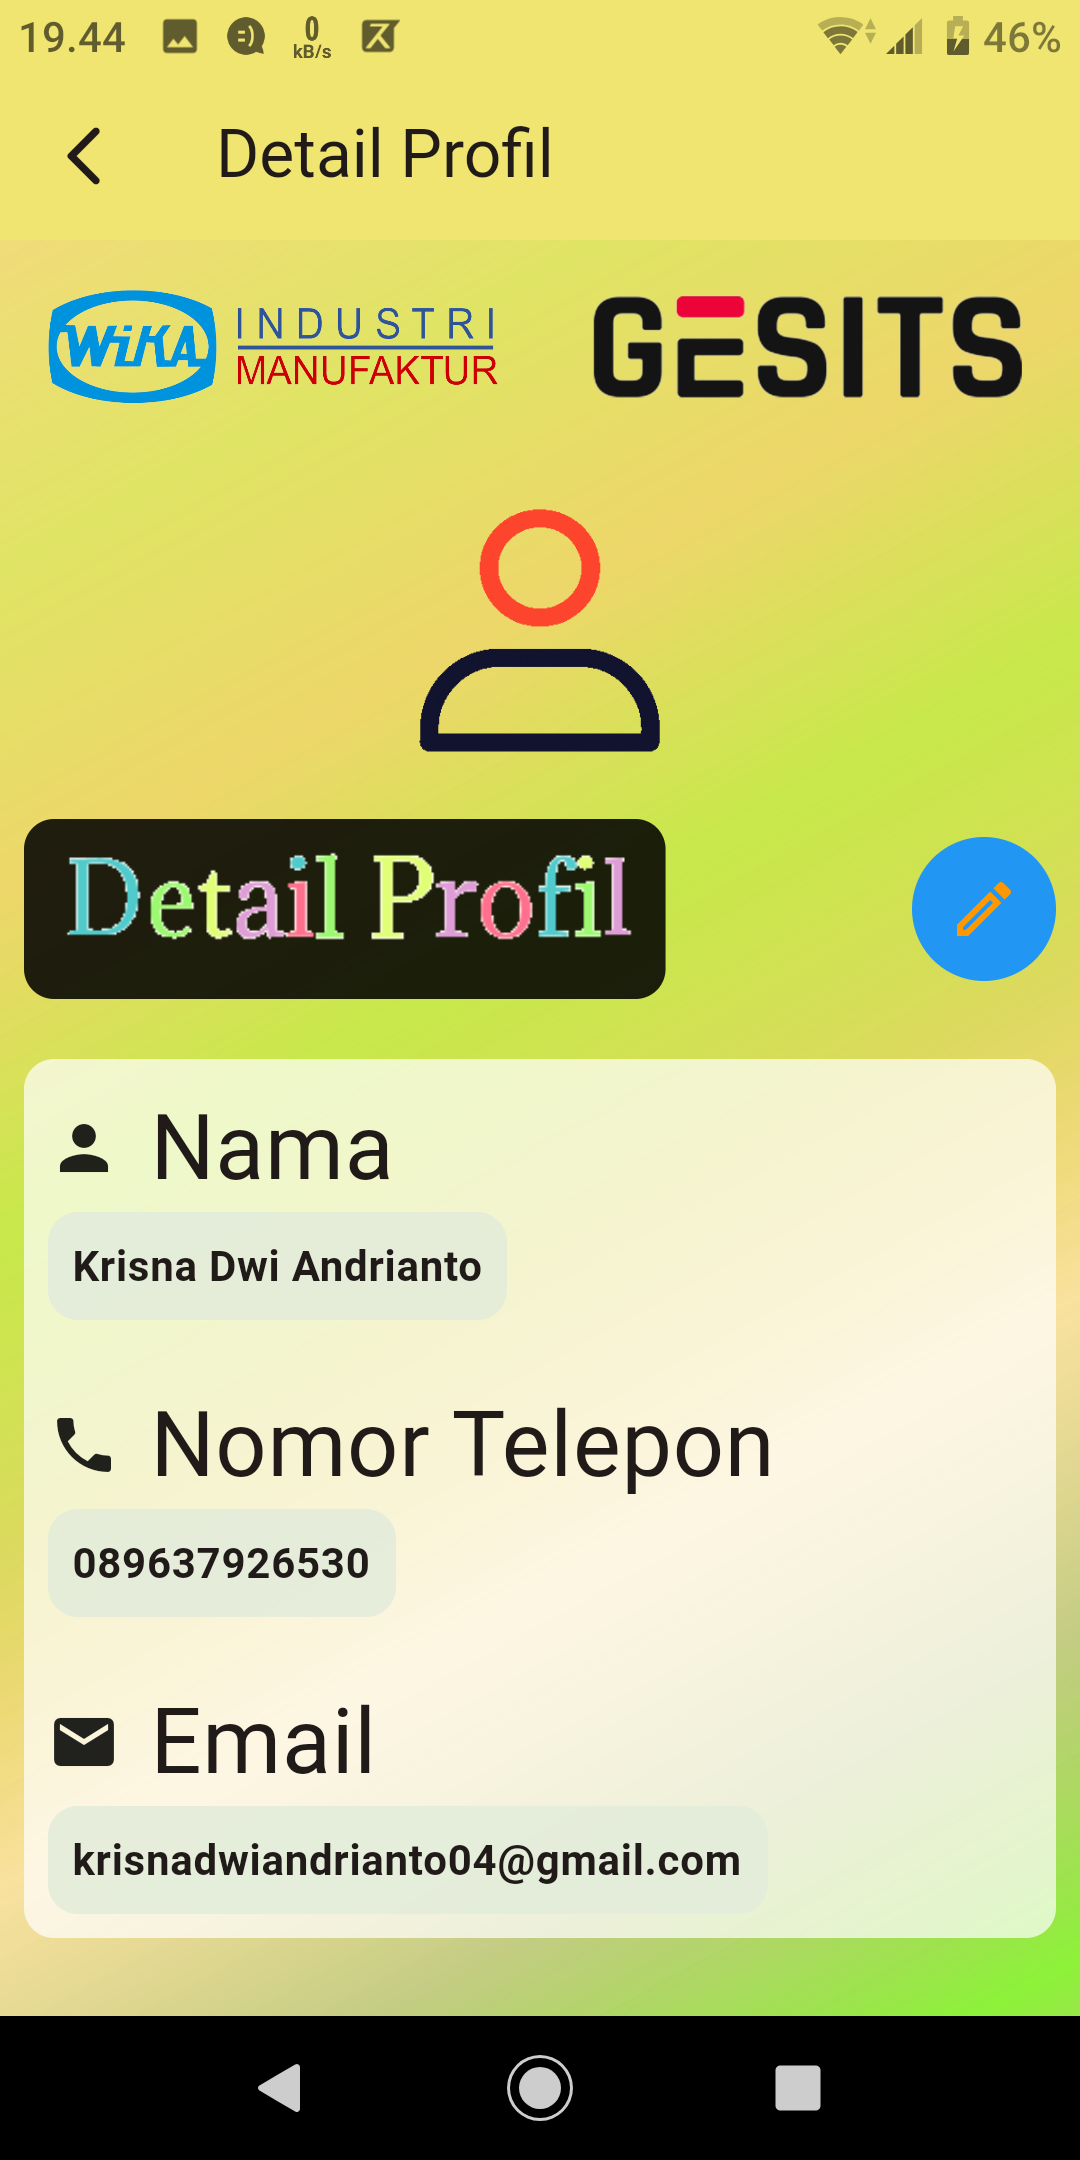 19.44
0
kB/s
46%
Detail Profil
WiKA
INDUSTRI
MANUFAKTUR
GESITS
Detail Profil
Nama
Krisna Dwi Andrianto
Nomor Telepon
089637926530
Email
krisnadwiandrianto04@gmail.com